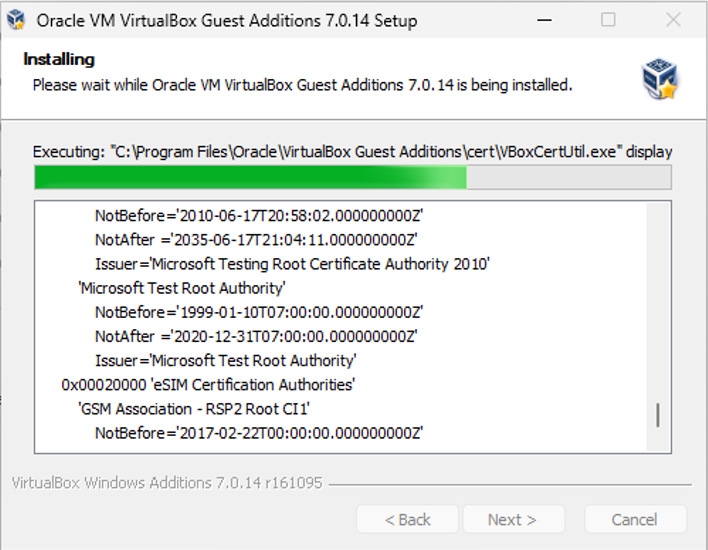 Oracle VM VirtualBox Guest Additions 7.0.14 Setup
Installing
Please wait while Oracle VM VirtualBox Guest Additions 7.0.14 is being installed.
Executing: "C:\Program Files\Oracle\VirtualBox Guest Additions\cert\VBoxCertUtil.exe" display
NotBefore='2010-06-17T20:58:02.000000000Z'
NotAfter ='2035-06-17T21:04:11.000000000Z'
Issuer='Microsoft Testing Root Certificate Authority 2010'
'Microsoft Test Root Authority'
NotBefore='1999-01-10T07:00:00.000000000Z'
NotAfter ='2020-12-31T07:00:00.000000000Z'
Issuer='Microsoft Test Root Authority'
0x00020000 'eSIM Certification Authorities'
'GSM Association - RSP2 Root CI1'
NotBefore='2017-02-22T00:00:00.000000000Z'
VirtualBox Windows Additions 7.0.14 r161095
< Back
Next >
Cancel